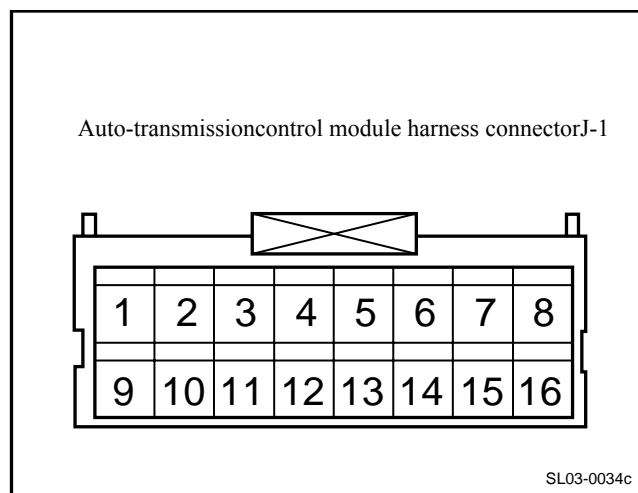 Auto-transmissioncontrol module harness connectorJ-1
1 2 3 4 5 6 7 8
9 10 11 12 13 14 15 16
SL03-0034c